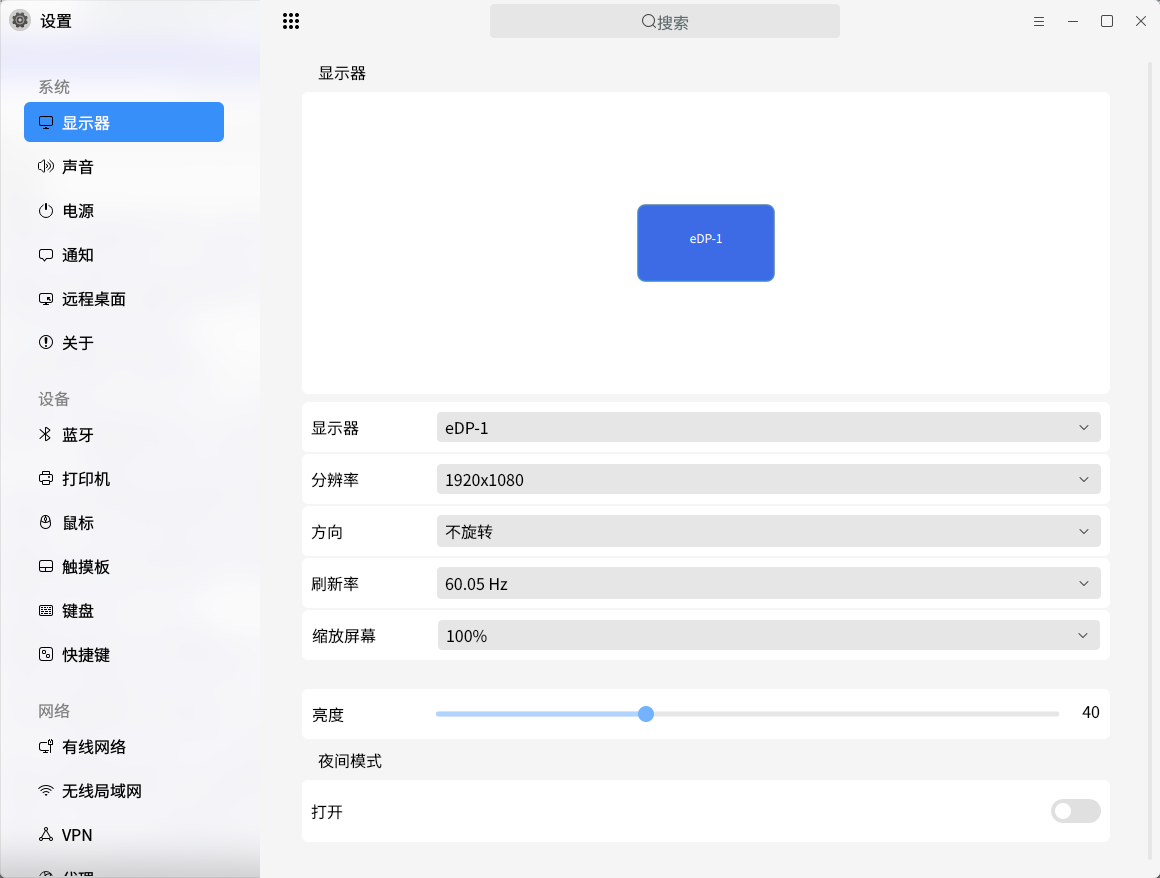 设置
搜索
系统
显示器
声音
电源
通知
远程桌面
关于
设备
蓝牙
打印机
鼠标
触摸板
键盘
快捷键
网络
有线网络
无线局域网
VPN
代理
显示器
eDP-1
显示器 eDP-1
分辨率 1920x1080
方向 不旋转
刷新率 60.05 Hz
缩放屏幕 100%
亮度 40
夜间模式
打开